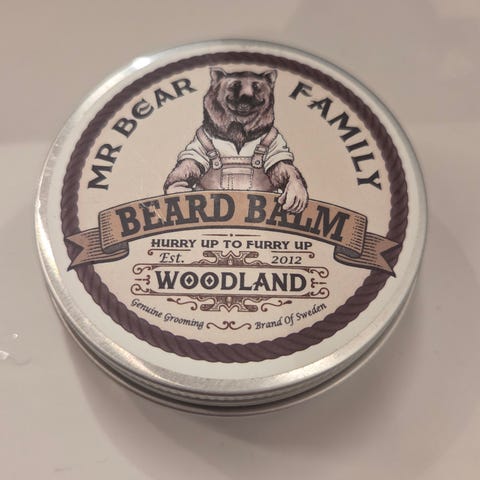 MR BEAR FAMILY
BEARD BALM
HURRY UP TO FURRY UP
Est. 2012
WOODLAND
Genuine Grooming Brand Of Sweden